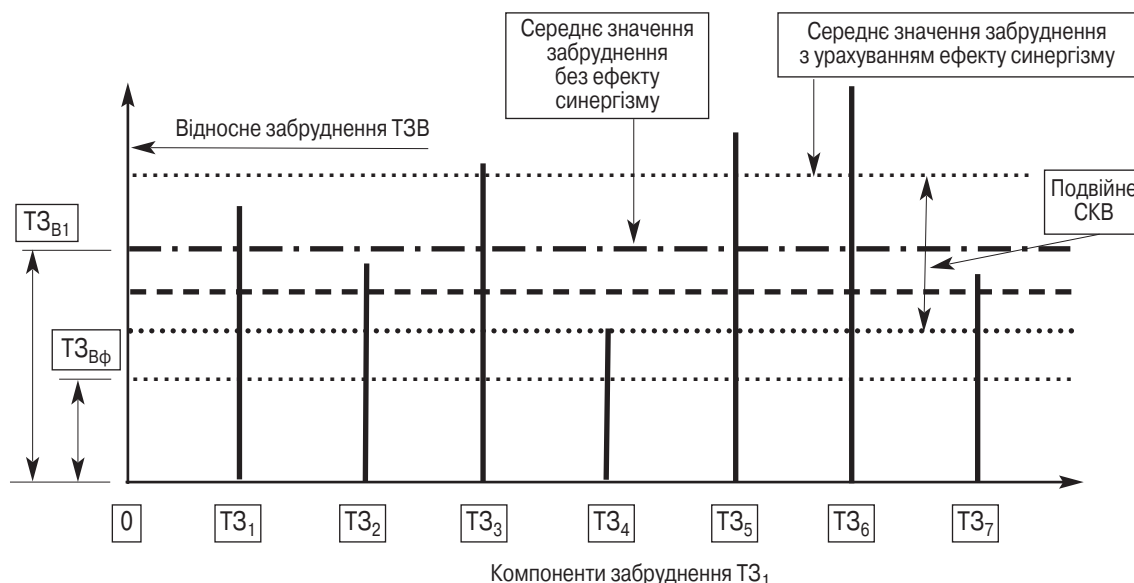 Середнє значення
забруднення
без ефекту
синергізму
Середнє значення забруднення
з урахуванням ефекту синергізму
Відносне забруднення ТЗВ
Подвійне
СКВ
ТЗВ1
ТЗВф
0
ТЗ1
ТЗ2
ТЗ3
ТЗ4
ТЗ5
ТЗ6
ТЗ7
Компоненти забруднення ТЗ1